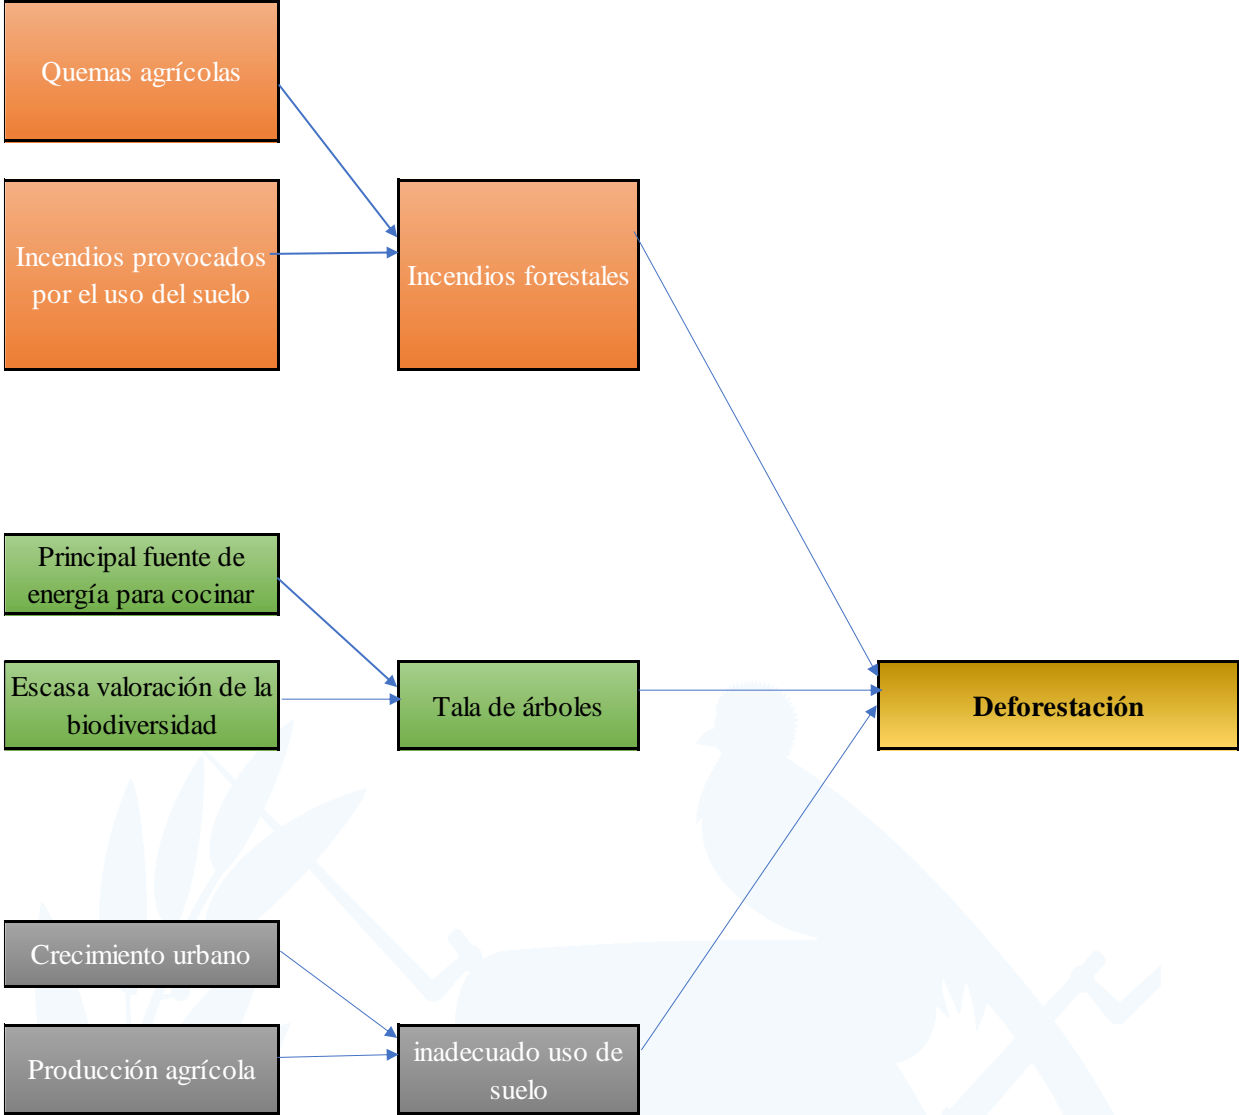 Quemas agrícolas
Incendios provocados
por el uso del suelo
Incendios forestales
Principal fuente de
energía para cocinar
Escasa valoración de la
biodiversidad
Tala de árboles
Deforestación
Crecimiento urbano
Producción agrícola
inadecuado uso de
suelo